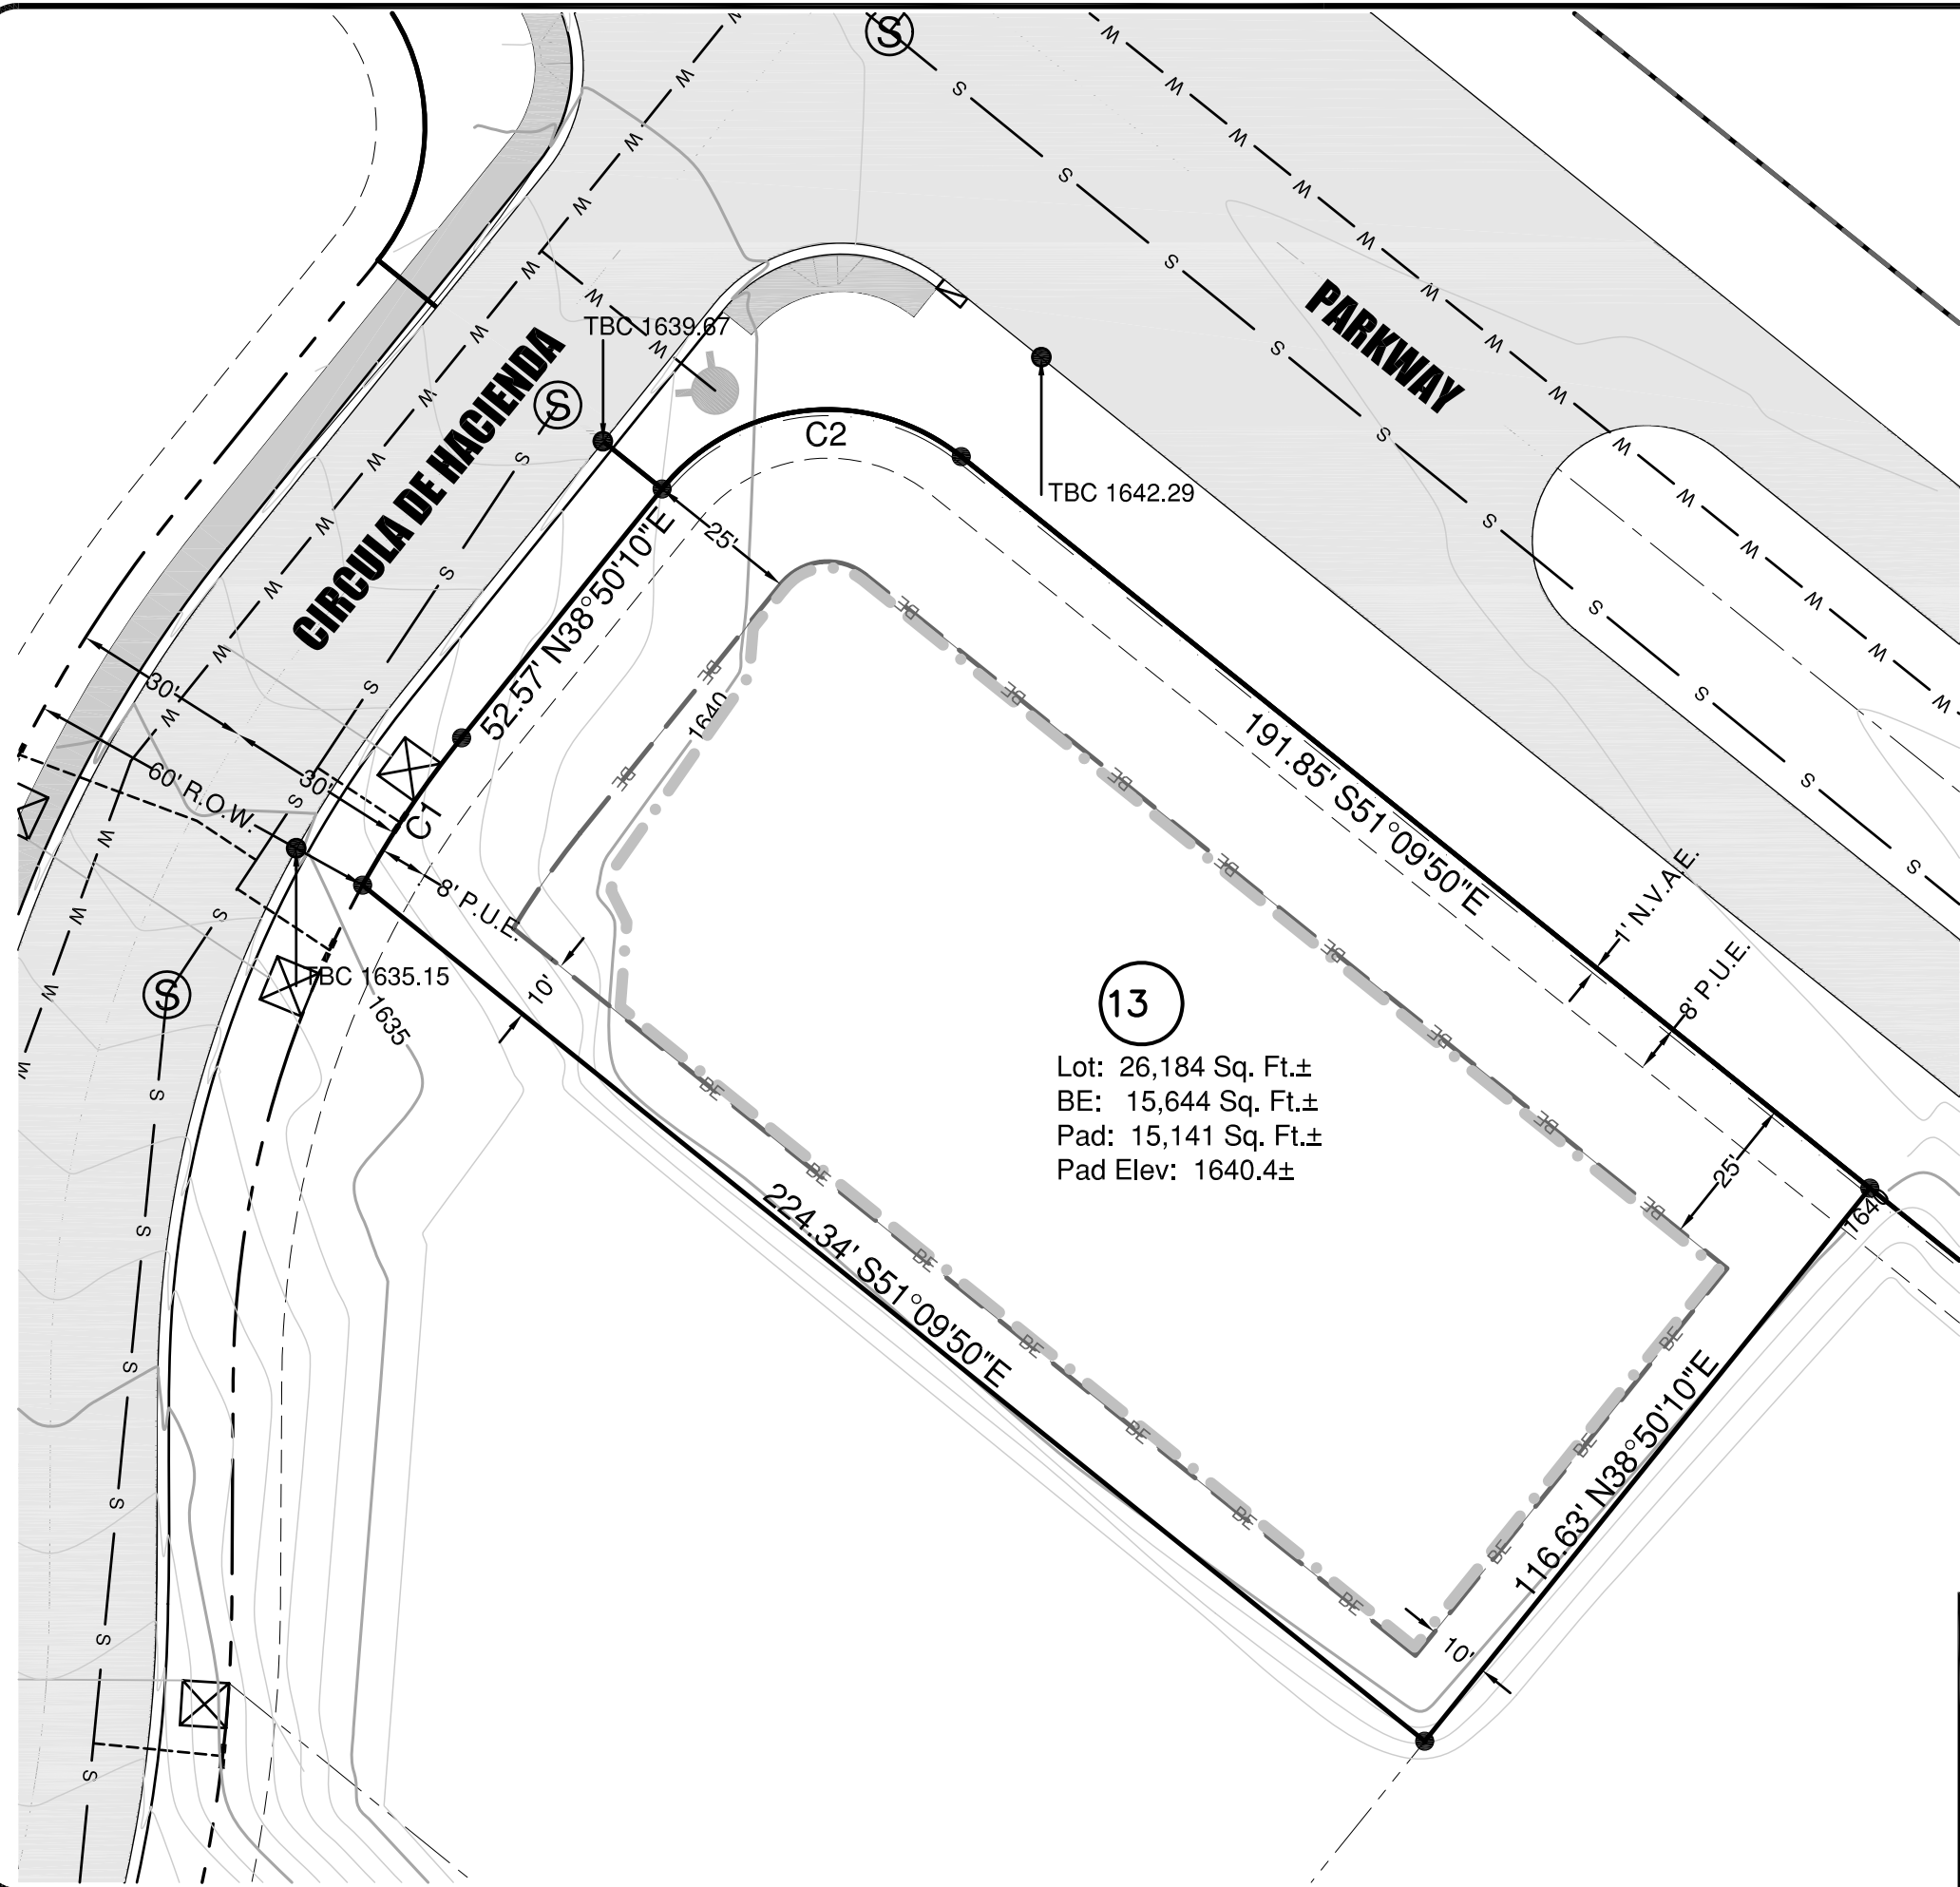 PARKWAY
CIRCULA DE HACIENDA
TBC 1639.67
C2
TBC 1642.29
25'
52.57' N38°50'10"E
1640
30'
60' R.O.W.
30'
C1
8' P.U.E.
TBC 1635.15
1635
10'
191.85' S51°09'50"E
1' N.V.A.E.
8' P.U.E.
13
Lot: 26,184 Sq. Ft.±
BE: 15,644 Sq. Ft.±
Pad: 15,141 Sq. Ft.±
Pad Elev: 1640.4±
25'
1640
224.34' S51°09'50"E
116.63' N38°50'10"E
10'
S
S
S
W
S
BE